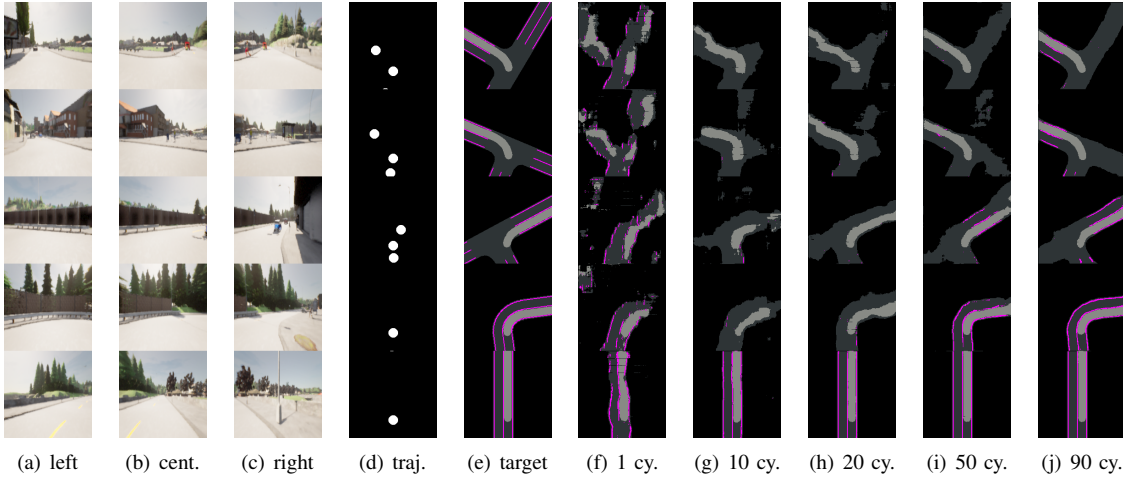 (a) left (b) cent. (c) right (d) traj. (e) target (f) 1 cy. (g) 10 cy. (h) 20 cy. (i) 50 cy. (j) 90 cy.